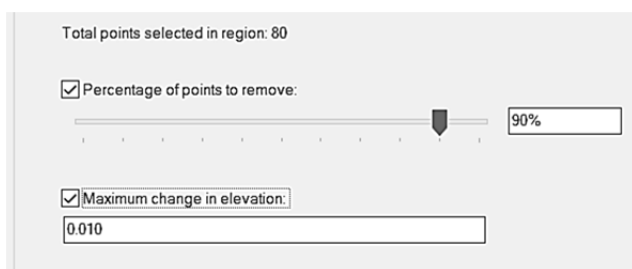 Total points selected in region: 80
Percentage of points to remove:
90%
Maximum change in elevation:
0.010